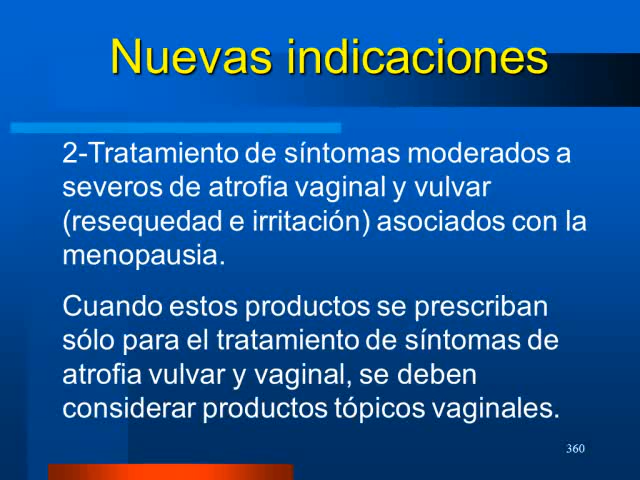 Nuevas indicaciones
2-Tratamiento de síntomas moderados a
severos de atrofia vaginal y vulvar
(resequedad e irritación) asociados con la
menopausia.
Cuando estos productos se prescriban
sólo para el tratamiento de síntomas de
atrofia vulvar y vaginal, se deben
considerar productos tópicos vaginales.
360